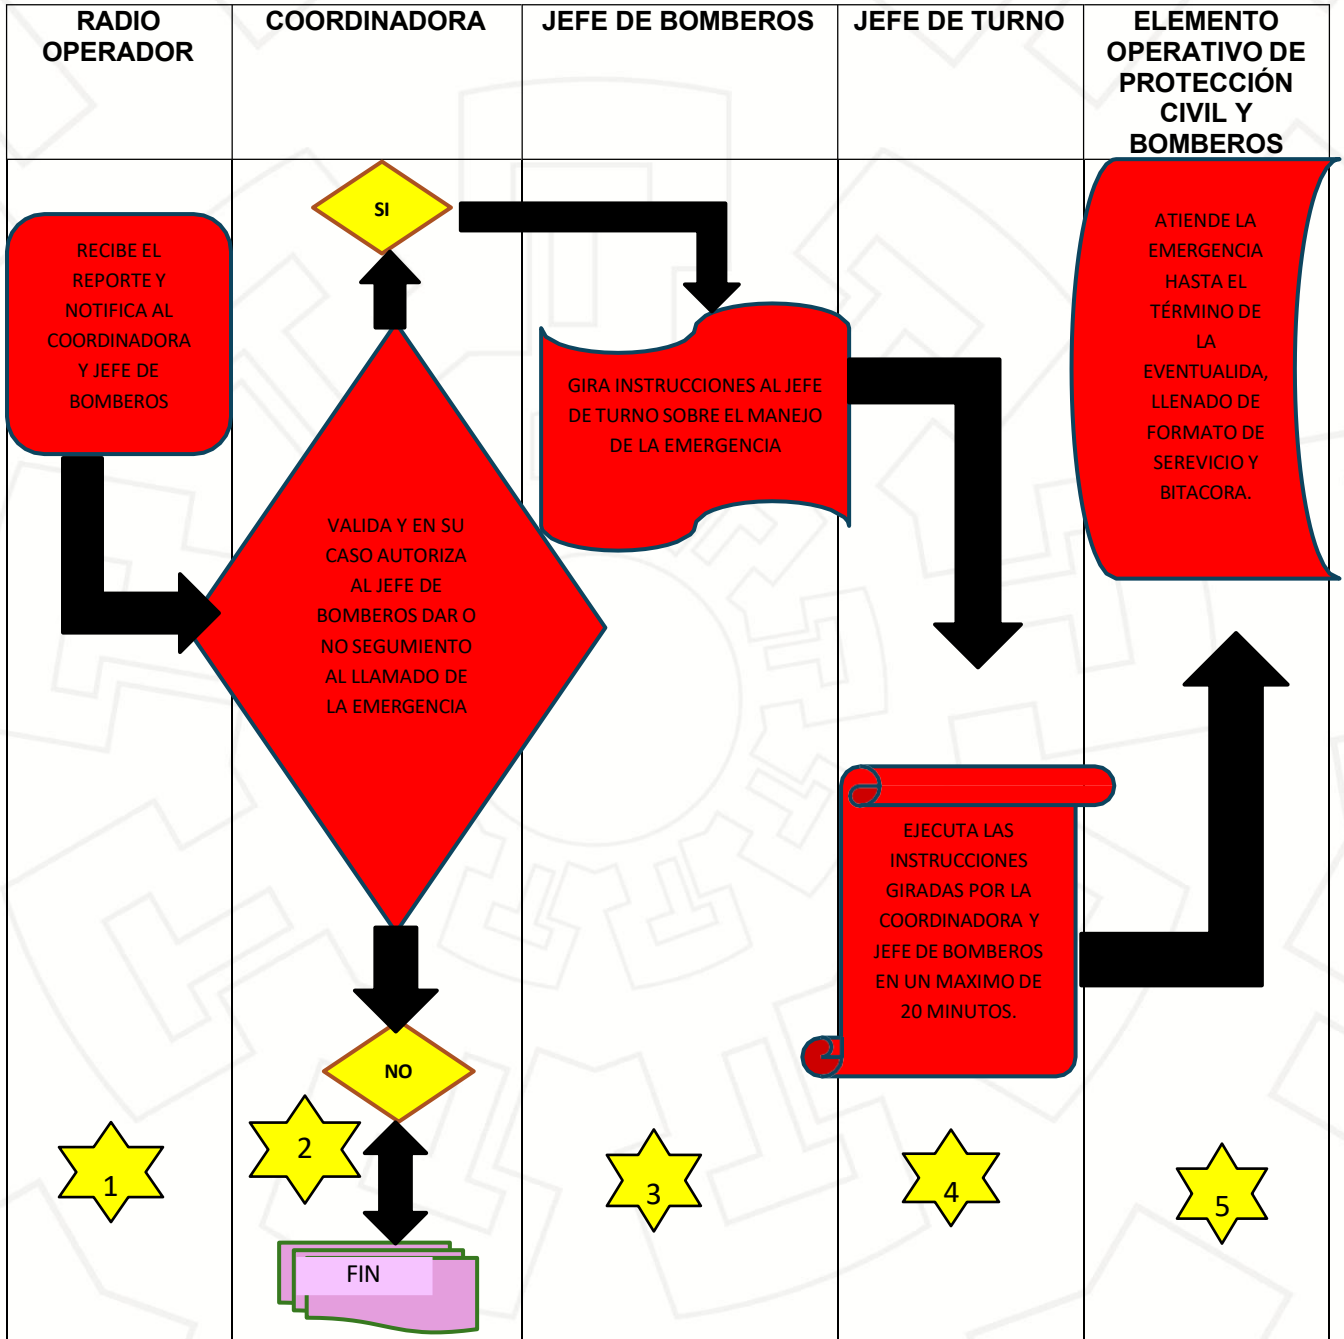 RADIO
OPERADOR
COORDINADORA
JEFE DE BOMBEROS
JEFE DE TURNO
ELEMENTO
OPERATIVO DE
PROTECCIÓN
CIVIL Y
BOMBEROS
RECIBE EL
REPORTE Y
NOTIFICA AL
COORDINADORA
Y JEFE DE
BOMBEROS
SI
VALIDA Y EN SU
CASO AUTORIZA
AL JEFE DE
BOMBEROS DAR O
NO SEGUMIENTO
AL LLAMADO DE
LA EMERGENCIA
NO
FIN
GIRA INSTRUCCIONES AL JEFE
DE TURNO SOBRE EL MANEJO
DE LA EMERGENCIA
EJECUTA LAS
INSTRUCCIONES
GIRADAS POR LA
COORDINADORA Y
JEFE DE BOMBEROS
EN UN MAXIMO DE
20 MINUTOS.
ATIENDE LA
EMERGENCIA
HASTA EL
TÉRMINO DE
LA
EVENTUALIDA,
LLENADO DE
FORMATO DE
SEREVICIO Y
BITACORA.
1
2
3
4
5